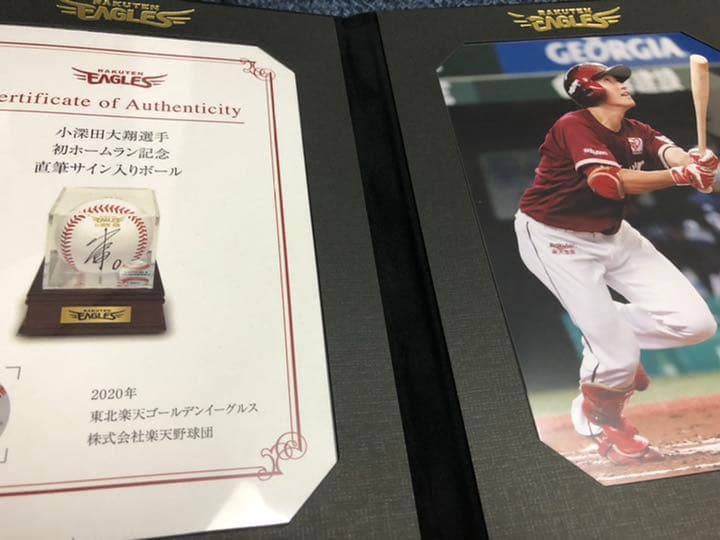 RAKUTEN
EAGLES
RAKUTEN
EAGLES
ertificate of Authenticity
小深田大翔選手
初ホームラン記念
直筆サイン入りボール
EAGLES
0
RAKUTEN
EAGLES
2020年
東北楽天ゴールデンイーグルス
株式会社楽天野球団
RAKUTEN
EAGLES
GEORGIA